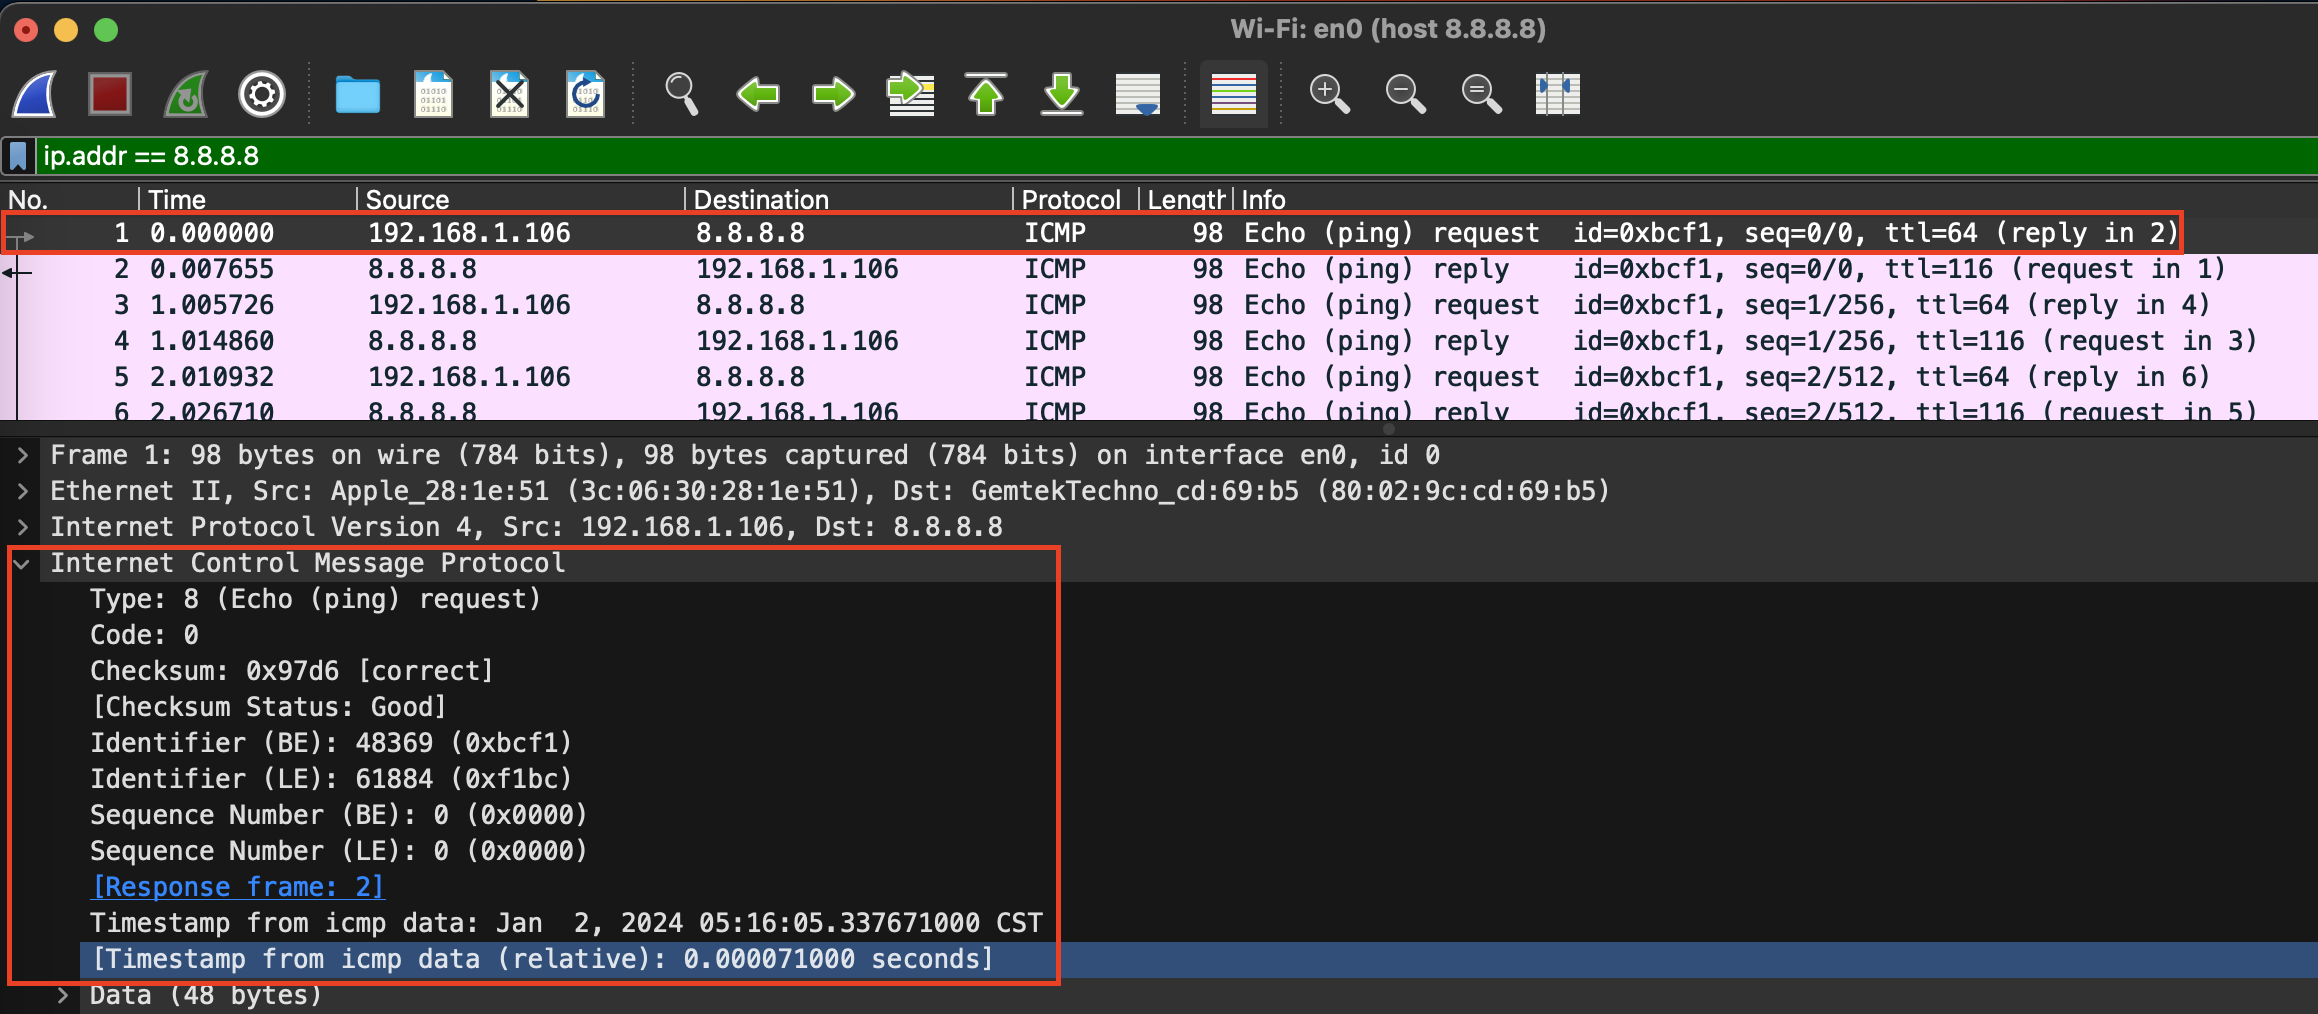 Wi-Fi: en0 (host 8.8.8.8)
ip.addr == 8.8.8.8
No. Time Source Destination Protocol Length Info
1 0.000000 192.168.1.106 8.8.8.8 ICMP 98 Echo (ping) request id=0xbcf1, seq=0/0, ttl=64 (reply in 2)
2 0.007655 8.8.8.8 192.168.1.106 ICMP 98 Echo (ping) reply id=0xbcf1, seq=0/0, ttl=116 (request in 1)
3 1.005726 192.168.1.106 8.8.8.8 ICMP 98 Echo (ping) request id=0xbcf1, seq=1/256, ttl=64 (reply in 4)
4 1.014860 8.8.8.8 192.168.1.106 ICMP 98 Echo (ping) reply id=0xbcf1, seq=1/256, ttl=116 (request in 3)
5 2.010932 192.168.1.106 8.8.8.8 ICMP 98 Echo (ping) request id=0xbcf1, seq=2/512, ttl=64 (reply in 6)
6 2.026710 8.8.8.8 192.168.1.106 ICMP 98 Echo (ping) reply id=0xbcf1, seq=2/512, ttl=116 (request in 5)
Frame 1: 98 bytes on wire (784 bits), 98 bytes captured (784 bits) on interface en0, id 0
Ethernet II, Src: Apple_28:1e:51 (3c:06:30:28:1e:51), Dst: GemtekTechno_cd:69:b5 (80:02:9c:cd:69:b5)
Internet Protocol Version 4, Src: 192.168.1.106, Dst: 8.8.8.8
Internet Control Message Protocol
Type: 8 (Echo (ping) request)
Code: 0
Checksum: 0x97d6 [correct]
[Checksum Status: Good]
Identifier (BE): 48369 (0xbcf1)
Identifier (LE): 61884 (0xf1bc)
Sequence Number (BE): 0 (0x0000)
Sequence Number (LE): 0 (0x0000)
[Response frame: 2]
Timestamp from icmp data: Jan  2, 2024 05:16:05.337671000 CST
[Timestamp from icmp data (relative): 0.000071000 seconds]
Data (48 bytes)